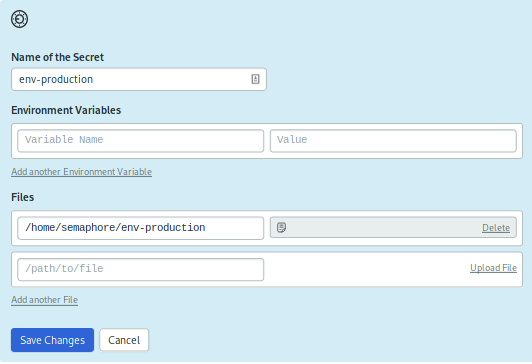 Name of the Secret
env-production
Environment Variables
Variable Name
Value
Add another Environment Variable
Files
/home/semaphore/env-production
Delete
/path/to/file
Upload File
Add another File
Save Changes
Cancel